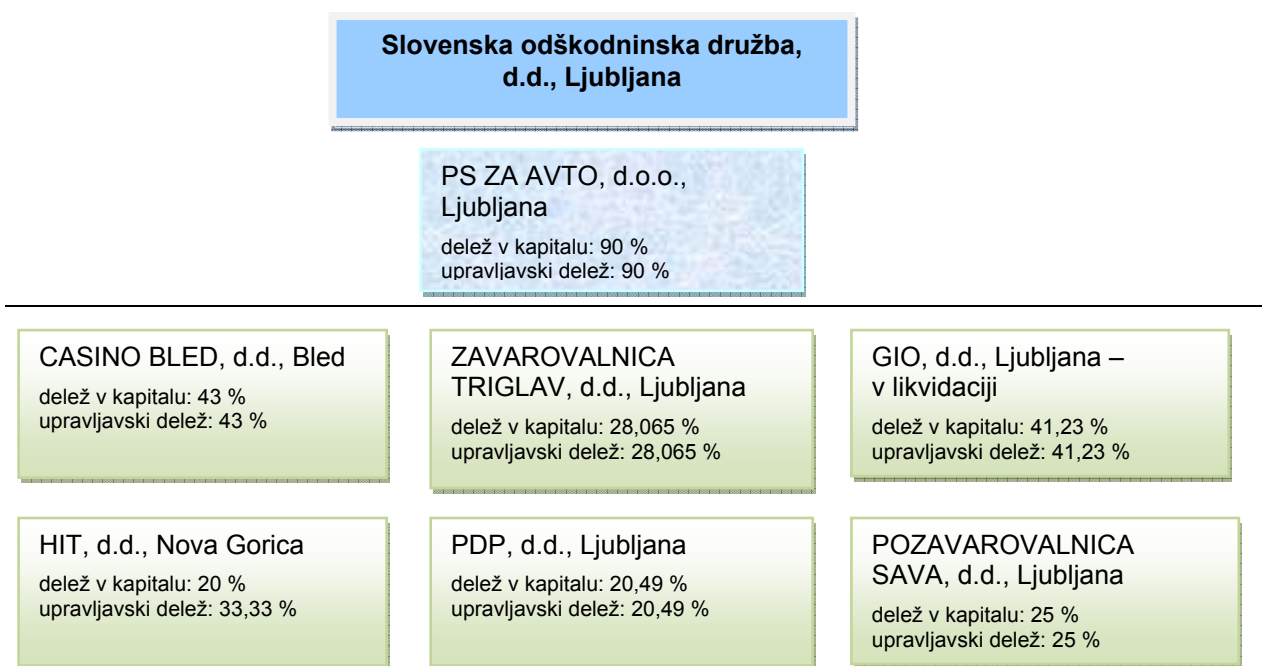 Slovenska odškodninska družba,
d.d., Ljubljana
PS ZA AVTO, d.o.o.,
Ljubljana
delež v kapitalu: 90 %
upravljavski delež: 90 %
CASINO BLED, d.d., Bled
delež v kapitalu: 43 %
upravljavski delež: 43 %
ZAVAROVALNICA
TRIGLAV, d.d., Ljubljana
delež v kapitalu: 28,065 %
upravljavski delež: 28,065 %
GIO, d.d., Ljubljana –
v likvidaciji
delež v kapitalu: 41,23 %
upravljavski delež: 41,23 %
HIT, d.d., Nova Gorica
delež v kapitalu: 20 %
upravljavski delež: 33,33 %
PDP, d.d., Ljubljana
delež v kapitalu: 20,49 %
upravljavski delež: 20,49 %
POZAVAROVALNICA
SAVA, d.d., Ljubljana
delež v kapitalu: 25 %
upravljavski delež: 25 %